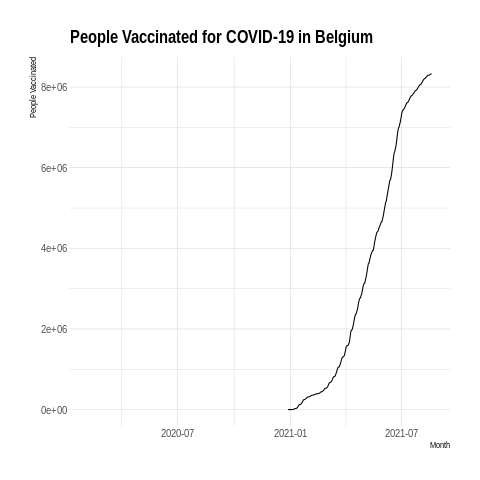 People Vaccinated for COVID-19 in Belgium
People Vaccinated
8e+06
6e+06
4e+06
2e+06
0e+00
2020-07 2021-01 2021-07
Month